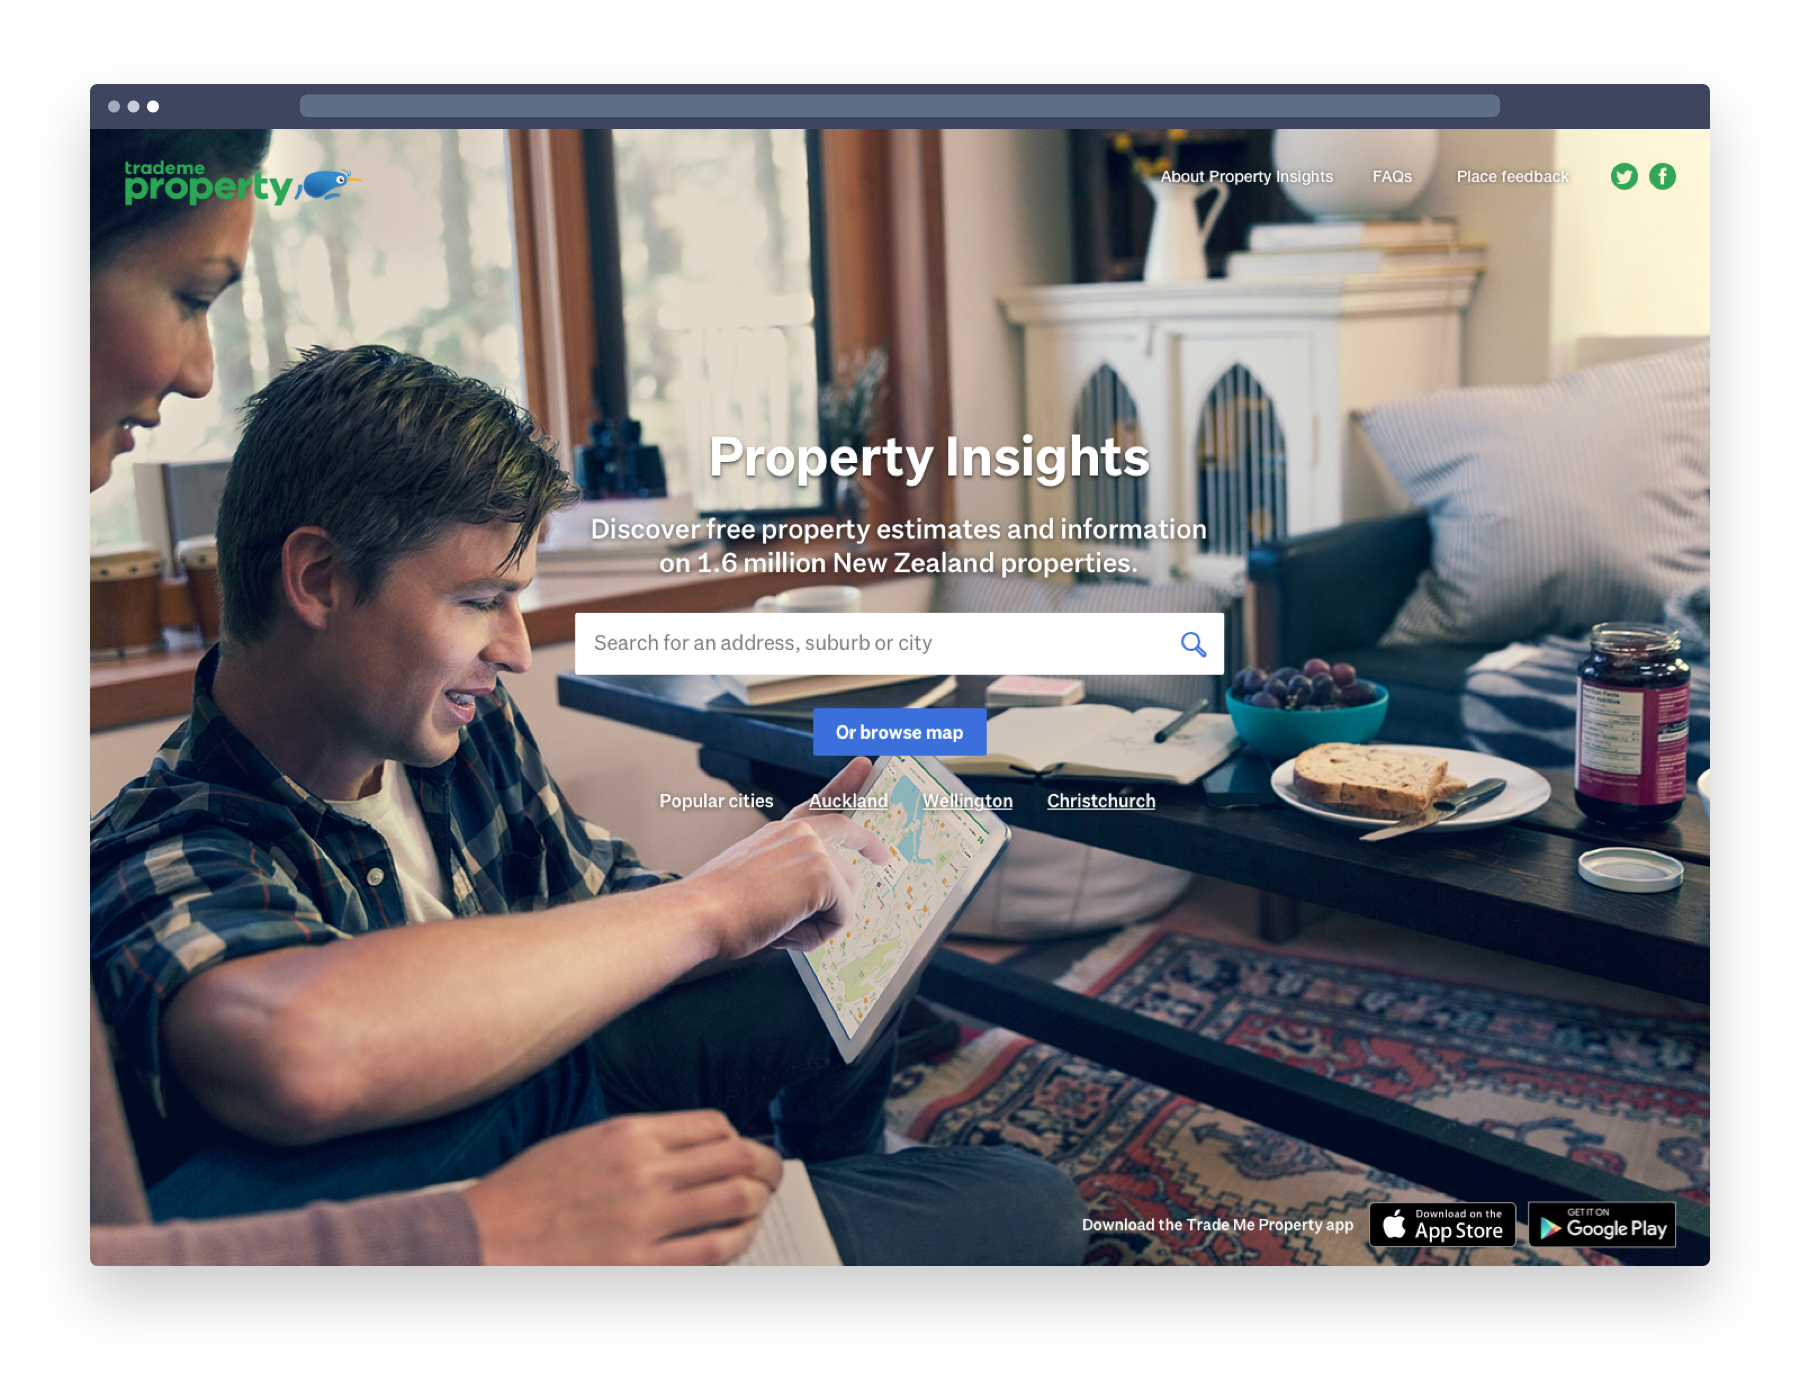 trademe
property
About Property Insights
FAQs
Place feedback
Property Insights
Discover free property estimates and information
on 1.6 million New Zealand properties.
Search for an address, suburb or city
Or browse map
Popular cities
Auckland
Wellington
Christchurch
Download the Trade Me Property app
Download on the
App Store
GET IT ON
Google Play